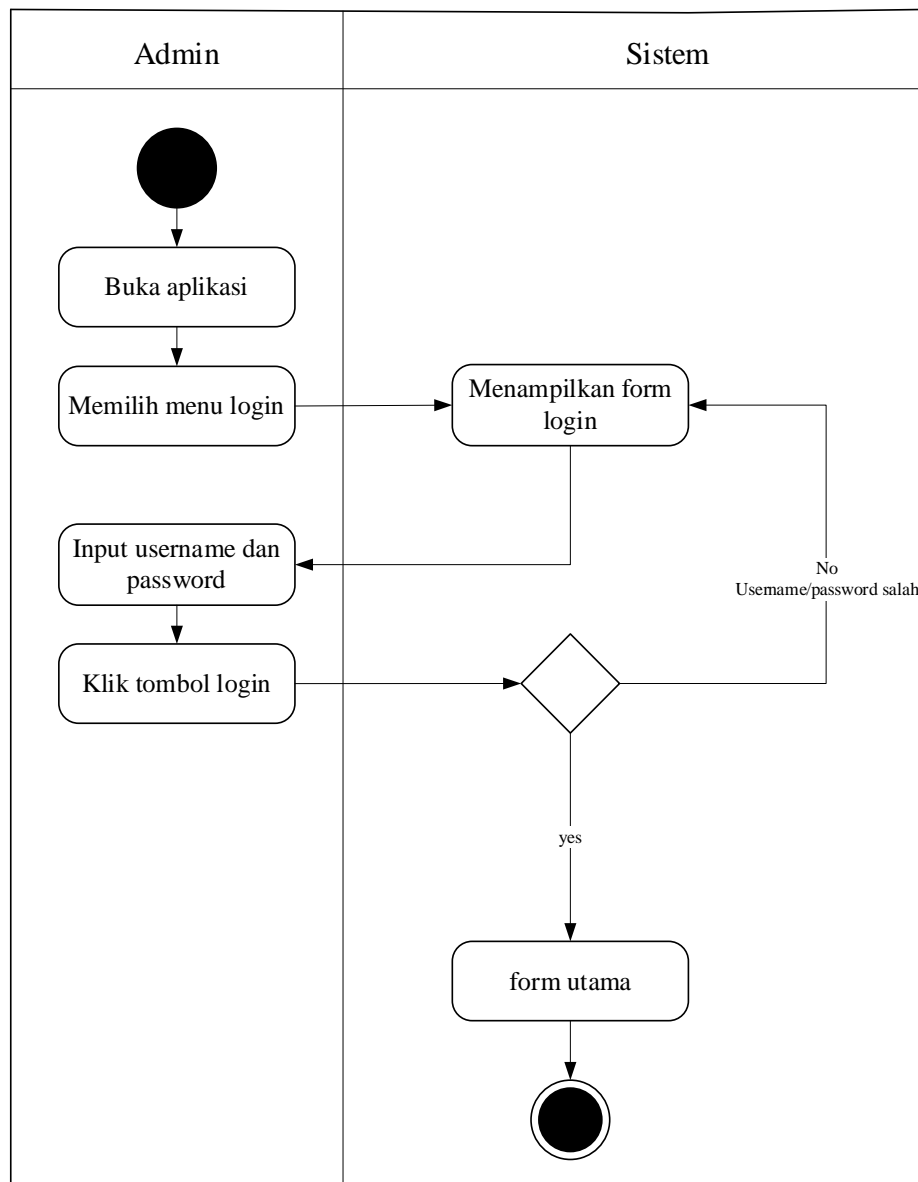 Admin
Sistem
Buka aplikasi
Memilih menu login
Menampilkan form
login
Input username dan
password
No
Username/password salah
Klik tombol login
yes
form utama